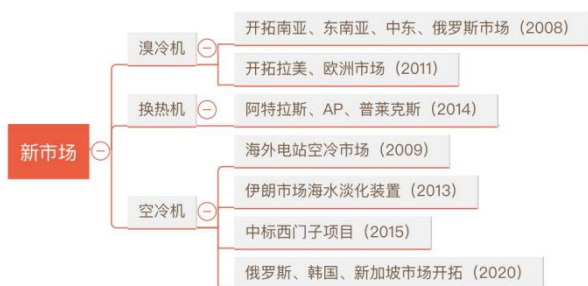 新市场
溴冷机
开拓南亚、东南亚、中东、俄罗斯市场（2008）
开拓拉美、欧洲市场（2011）
换热机
阿特拉斯、AP、普莱克斯（2014）
空冷机
海外电站空冷市场（2009）
伊朗市场海水淡化装置（2013）
中标西门子项目（2015）
俄罗斯、韩国、新加坡市场开拓（2020）